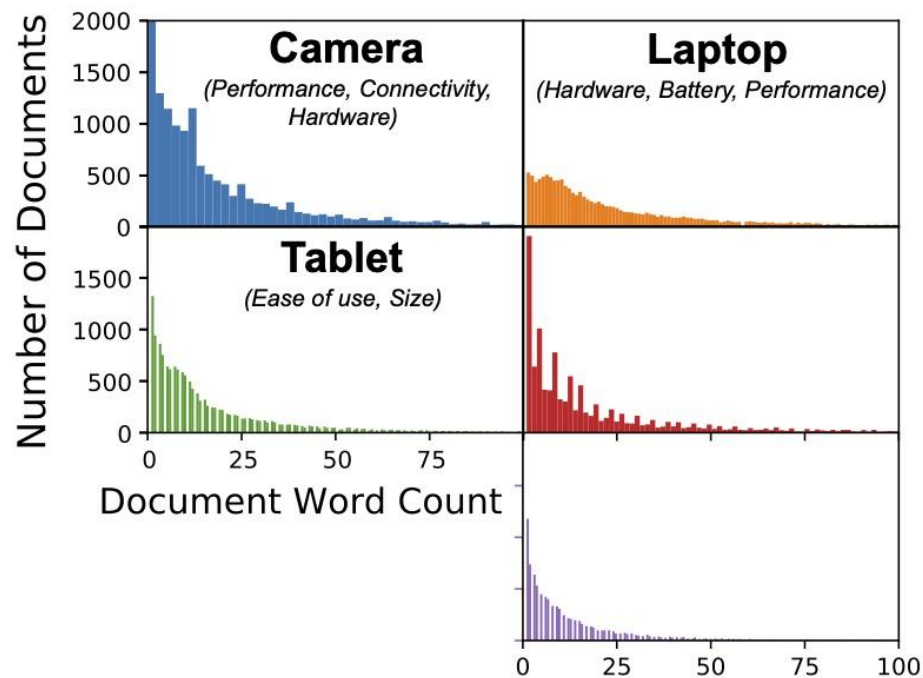 Number of Documents
2000
1500
1000
500
0
Camera
(Performance, Connectivity,
Hardware)
Laptop
(Hardware, Battery, Performance)
1500
1000
500
0
Tablet
(Ease of use, Size)
0 25 50 75
Document Word Count
0 25 50 75 100